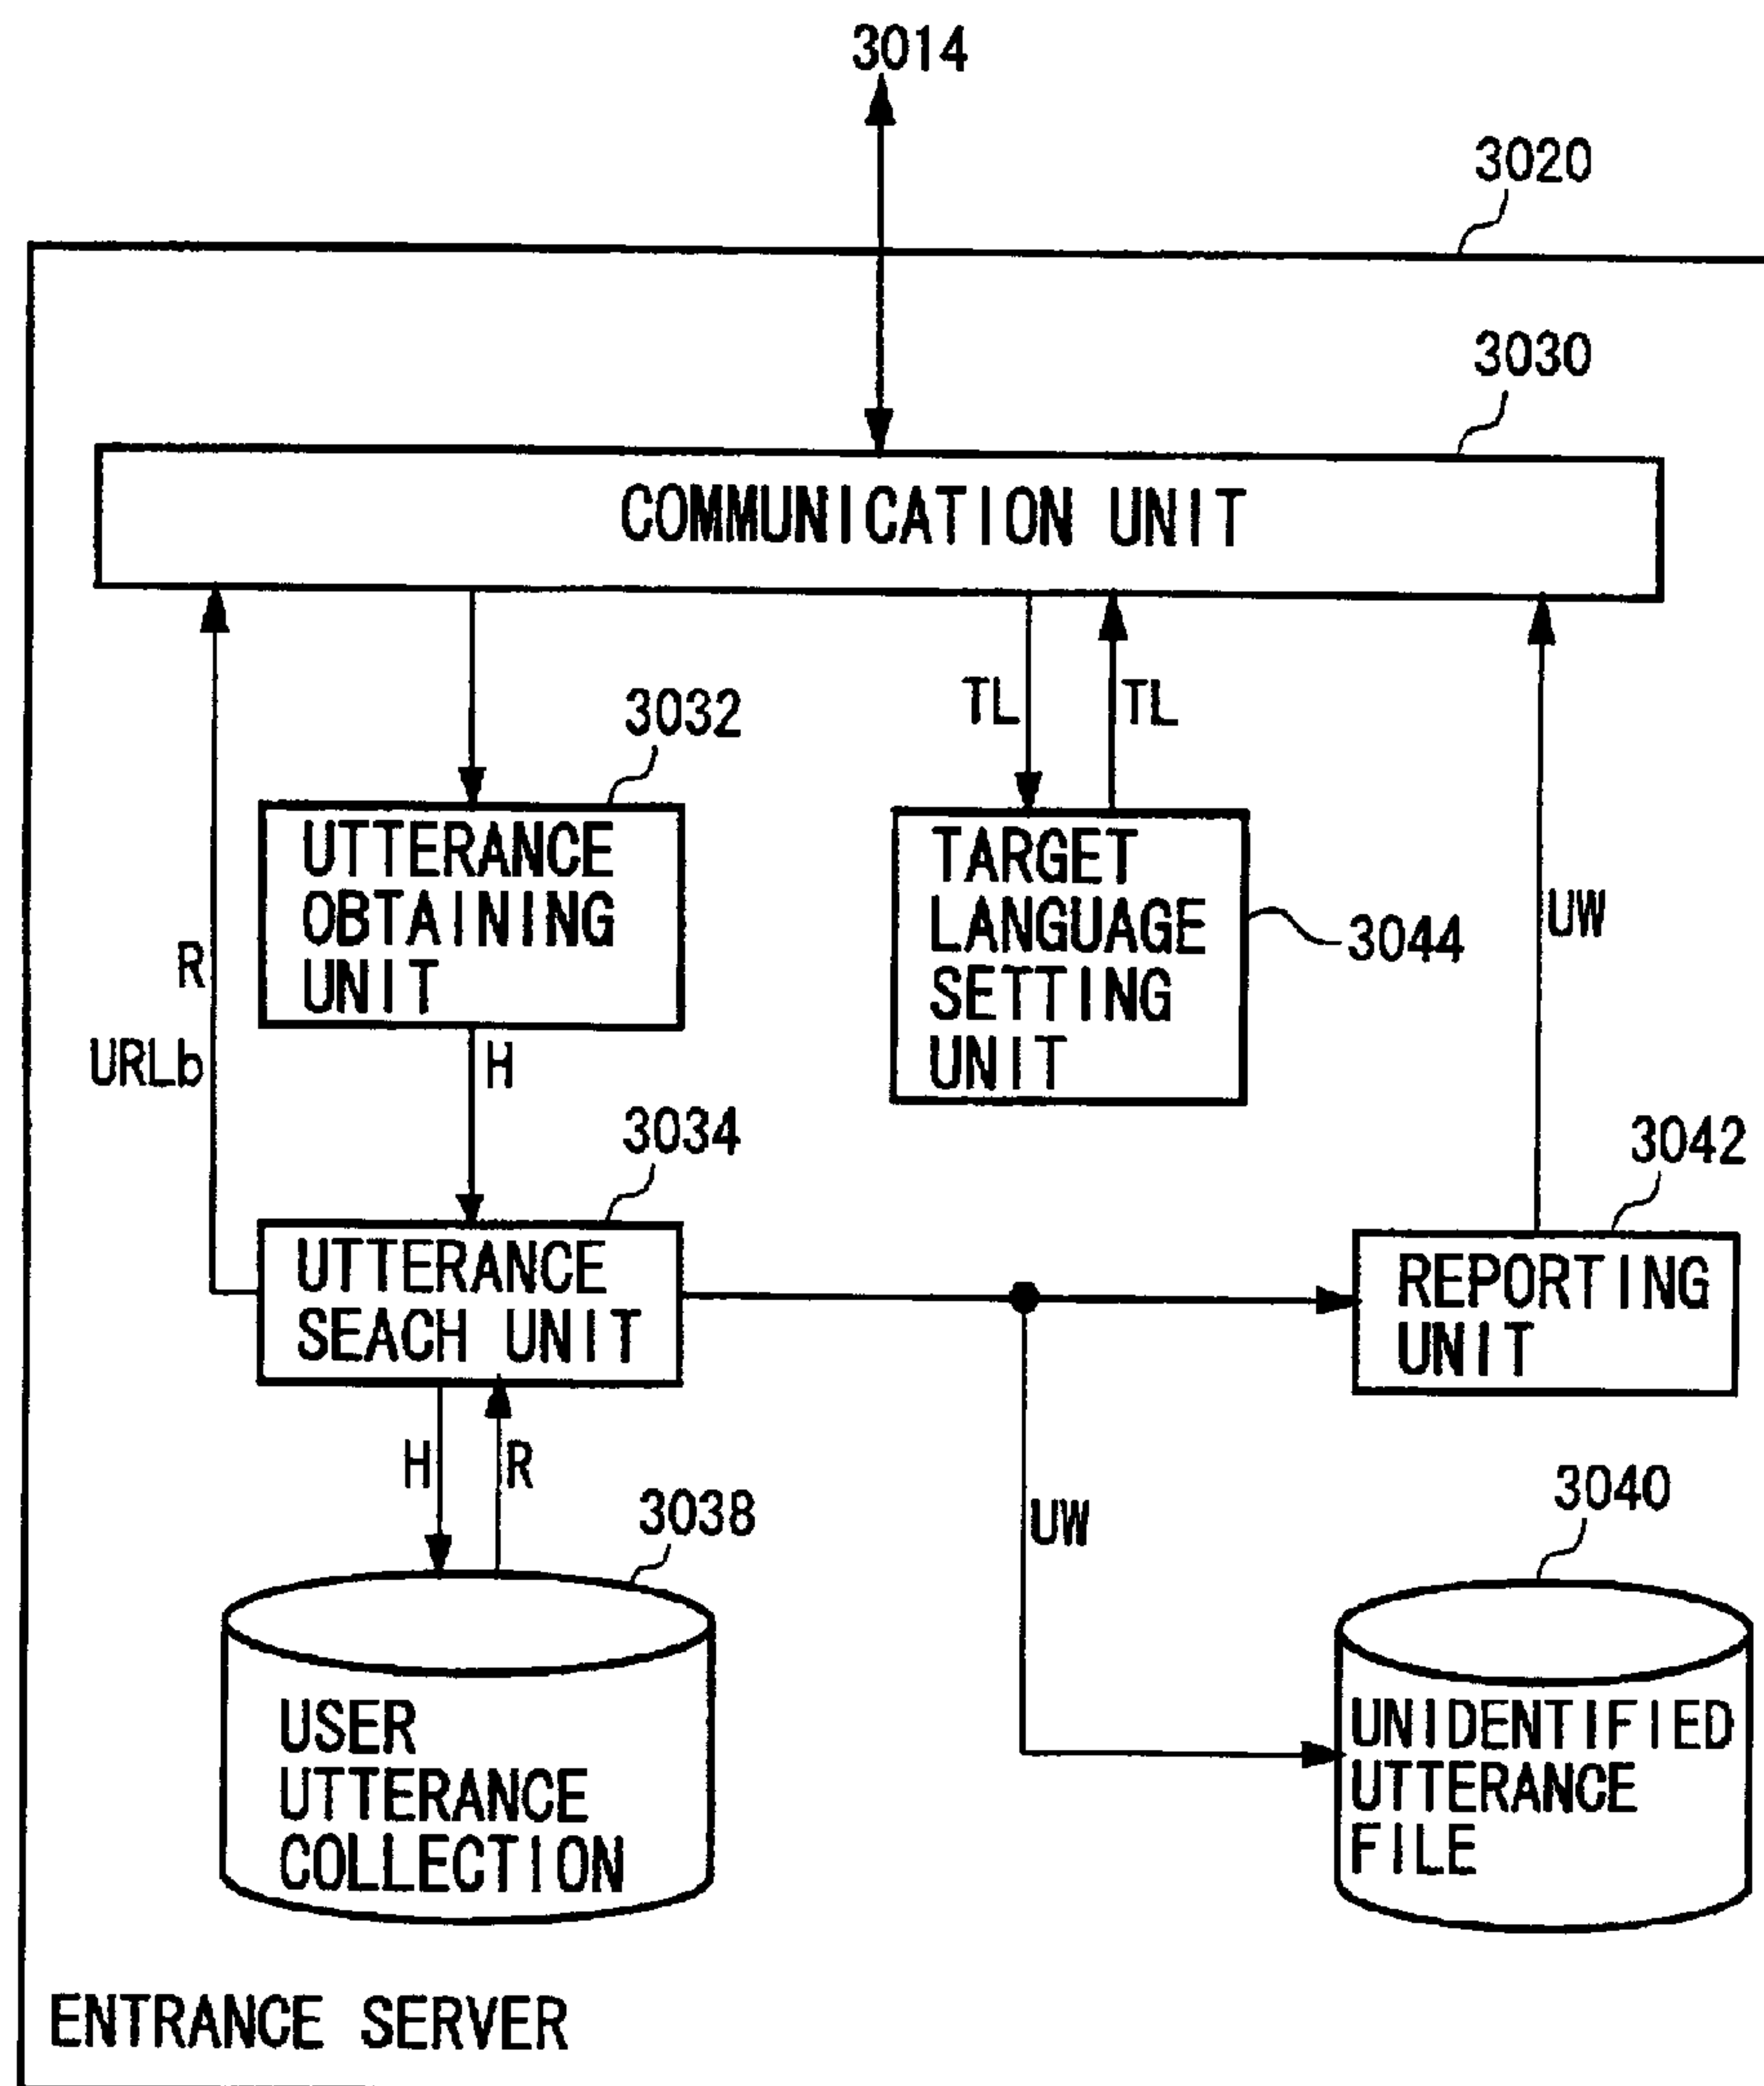 3014
3020
3030
COMMUNICATION UNIT
3032
TL
TL
UTTERANCE
OBTAINING
UNIT
TARGET
LANGUAGE
SETTING
UNIT
3044
R
UW
URLb
H
3034
3042
UTTERANCE
SEACH UNIT
REPORTING
UNIT
H
R
3038
UW
3040
USER
UTTERANCE
COLLECTION
UNIDENTIFIED
UTTERANCE
FILE
ENTRANCE SERVER